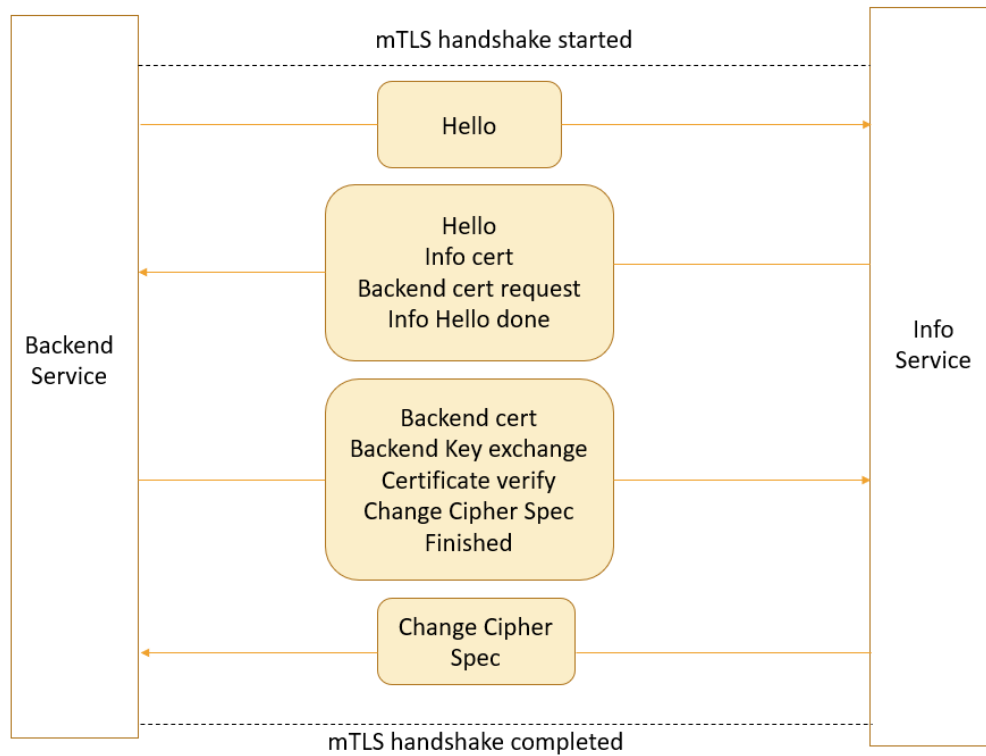 mTLS handshake started
Hello
Hello
Info cert
Backend cert request
Info Hello done
Backend
Service
Info
Service
Backend cert
Backend Key exchange
Certificate verify
Change Cipher Spec
Finished
Change Cipher
Spec
mTLS handshake completed